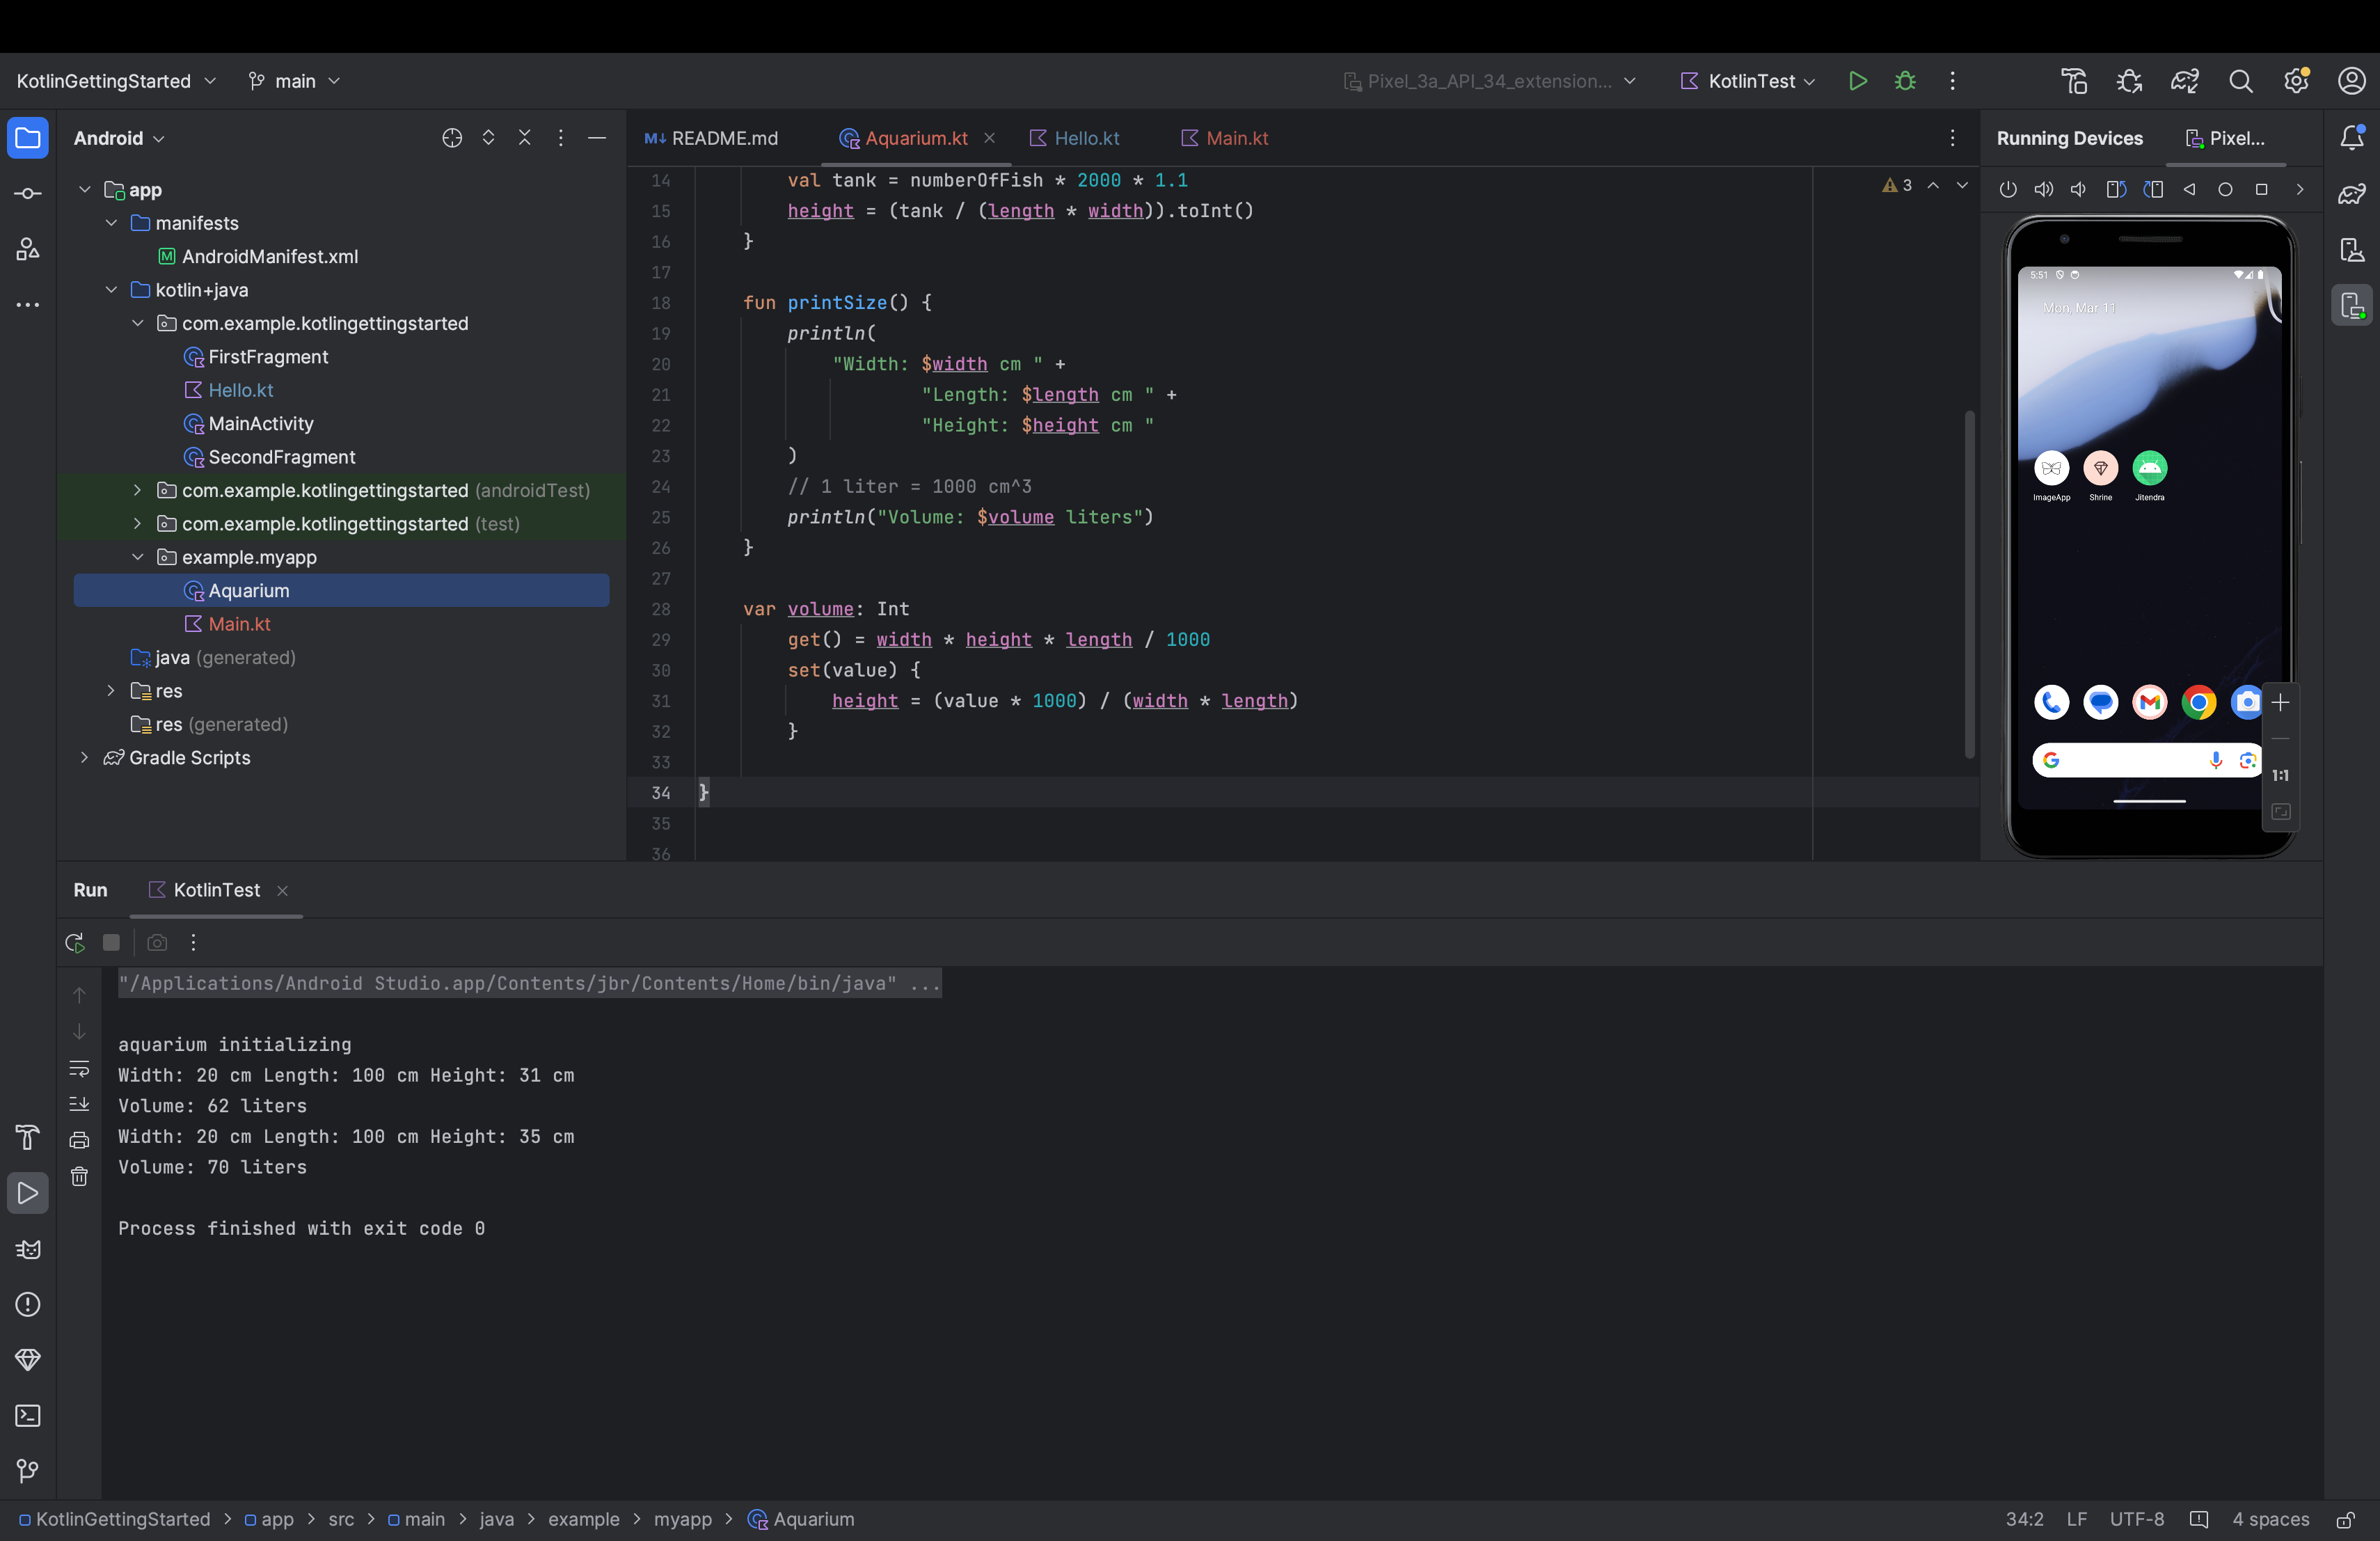 KotlinGettingStarted
main
Pixel_3a_API_34_extension...
KotlinTest
Android
app
manifests
AndroidManifest.xml
kotlin+java
com.example.kotlingettingstarted
FirstFragment
Hello.kt
MainActivity
SecondFragment
com.example.kotlingettingstarted (androidTest)
com.example.kotlingettingstarted (test)
example.myapp
Aquarium
Main.kt
java (generated)
res
res (generated)
Gradle Scripts
M↓ README.md
Aquarium.kt
Hello.kt
Main.kt
3
14 val tank = numberOfFish * 2000 * 1.1
15 height = (tank / (length * width)).toInt()
16 }
17
18 fun printSize() {
19 println(
20 "Width: $width cm " +
21 "Length: $length cm " +
22 "Height: $height cm "
23 )
24 // 1 liter = 1000 cm^3
25 println("Volume: $volume liters")
26 }
27
28 var volume: Int
29 get() = width * height * length / 1000
30 set(value) {
31 height = (value * 1000) / (width * length)
32 }
33
34 }
35
36
Running Devices
Pixel...
5:51
Mon, Mar 11
ImageApp
Shrine
Jitendra
1:1
Run
KotlinTest
"/Applications/Android Studio.app/Contents/jbr/Contents/Home/bin/java" ...
aquarium initializing
Width: 20 cm Length: 100 cm Height: 31 cm
Volume: 62 liters
Width: 20 cm Length: 100 cm Height: 35 cm
Volume: 70 liters
Process finished with exit code 0
KotlinGettingStarted > app > src > main > java > example > myapp > Aquarium
34:2
LF
UTF-8
4 spaces